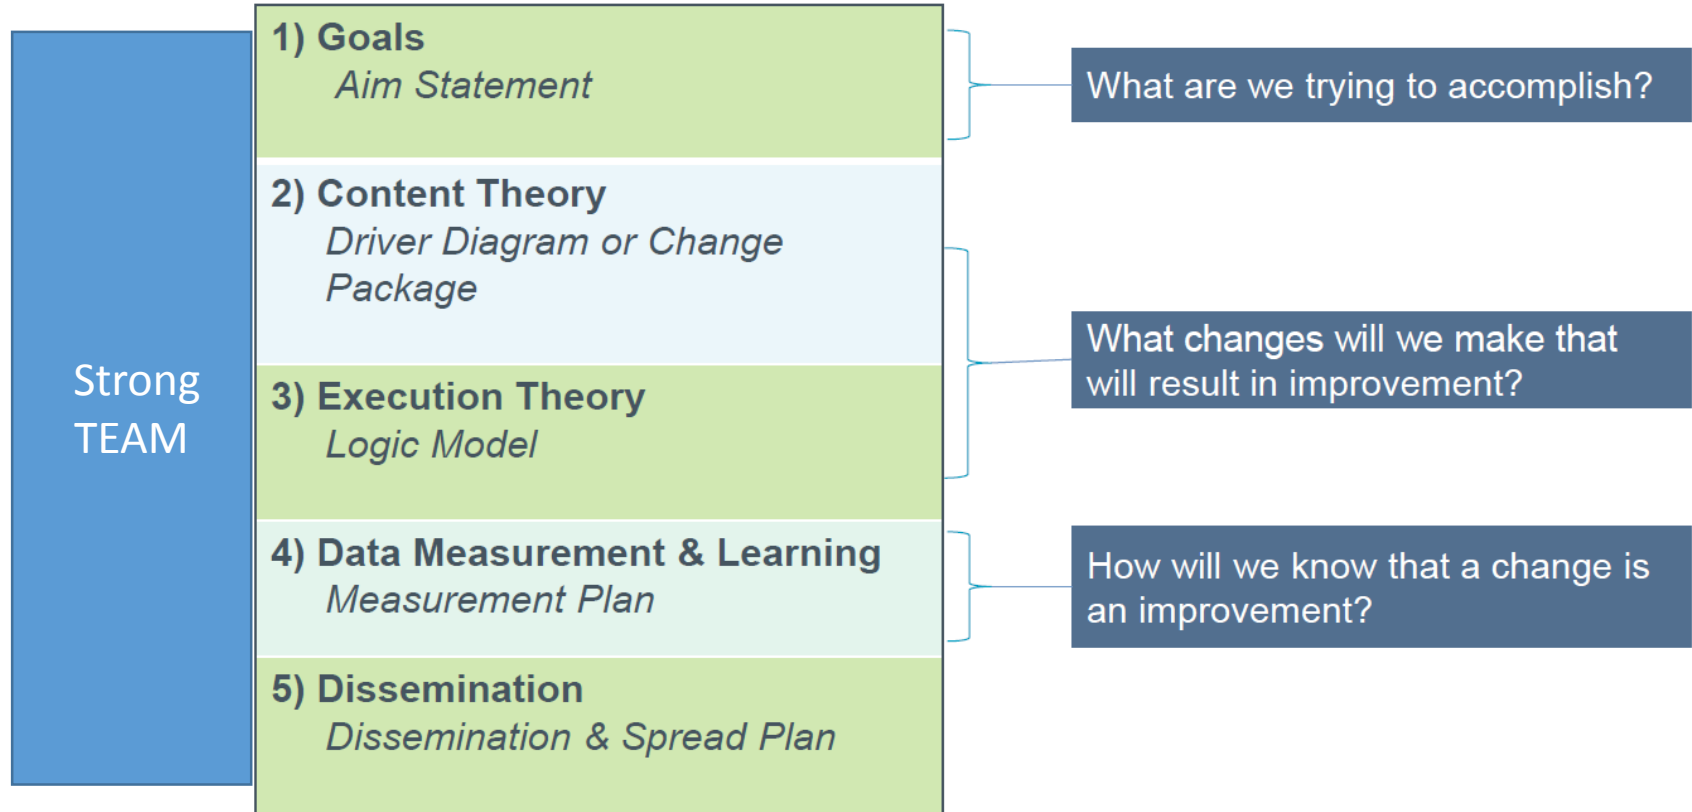 Strong
TEAM
1) Goals
Aim Statement
2) Content Theory
Driver Diagram or Change
Package
3) Execution Theory
Logic Model
4) Data Measurement & Learning
Measurement Plan
5) Dissemination
Dissemination & Spread Plan
What are we trying to accomplish?
What changes will we make that
will result in improvement?
How will we know that a change is
an improvement?